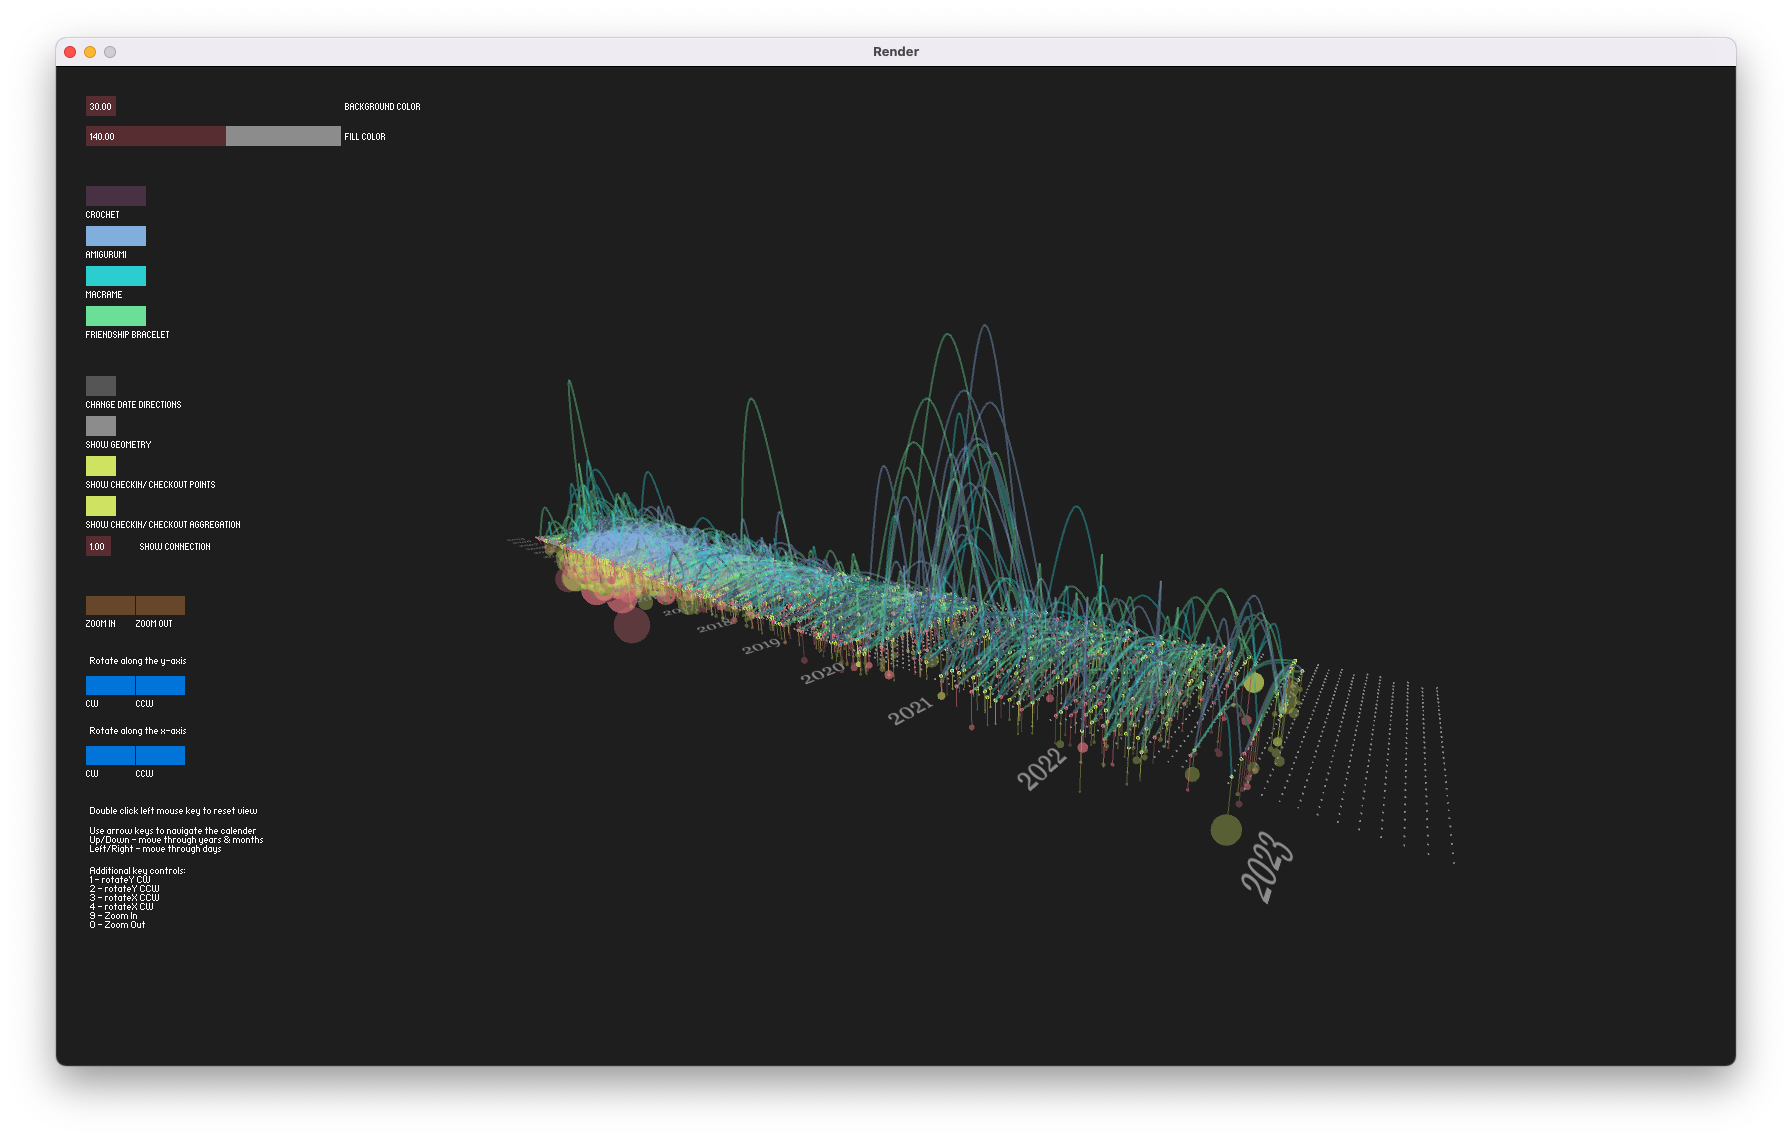 Render
30.00 BACKGROUND COLOR
140.00 FILL COLOR
CROCHET
AMIGURUMI
MACRAME
FRIENDSHIP BRACELET
CHANGE DATE DIRECTIONS
SHOW GEOMETRY
SHOW CHECKIN/ CHECKOUT POINTS
SHOW CHECKIN/ CHECKOUT AGGREGATION
1.00 SHOW CONNECTION
ZOOM IN ZOOM OUT
Rotate along the y-axis
CW CCW
Rotate along the x-axis
CW CCW
Double click left mouse key to reset view
Use arrow keys to navigate the calender
Up/Down - move through years & months
Left/Right - move through days
Additional key controls:
1 - rotateY CW
2 - rotateY CCW
3 - rotateX CCW
4 - rotateX CW
9 - Zoom In
0 - Zoom Out
2018
2019
2020
2021
2022
2023